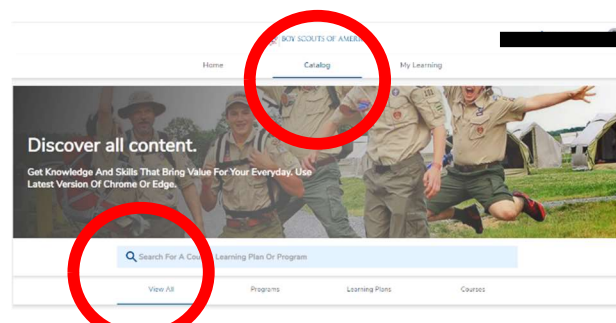 BOY SCOUTS OF AMERICA
Home Catalog My Learning
Discover all content.
Get Knowledge And Skills That Bring Value For Your Everyday. Use
Latest Version Of Chrome Or Edge.
Search For A Course Learning Plan Or Program
View All Programs Learning Plans Courses